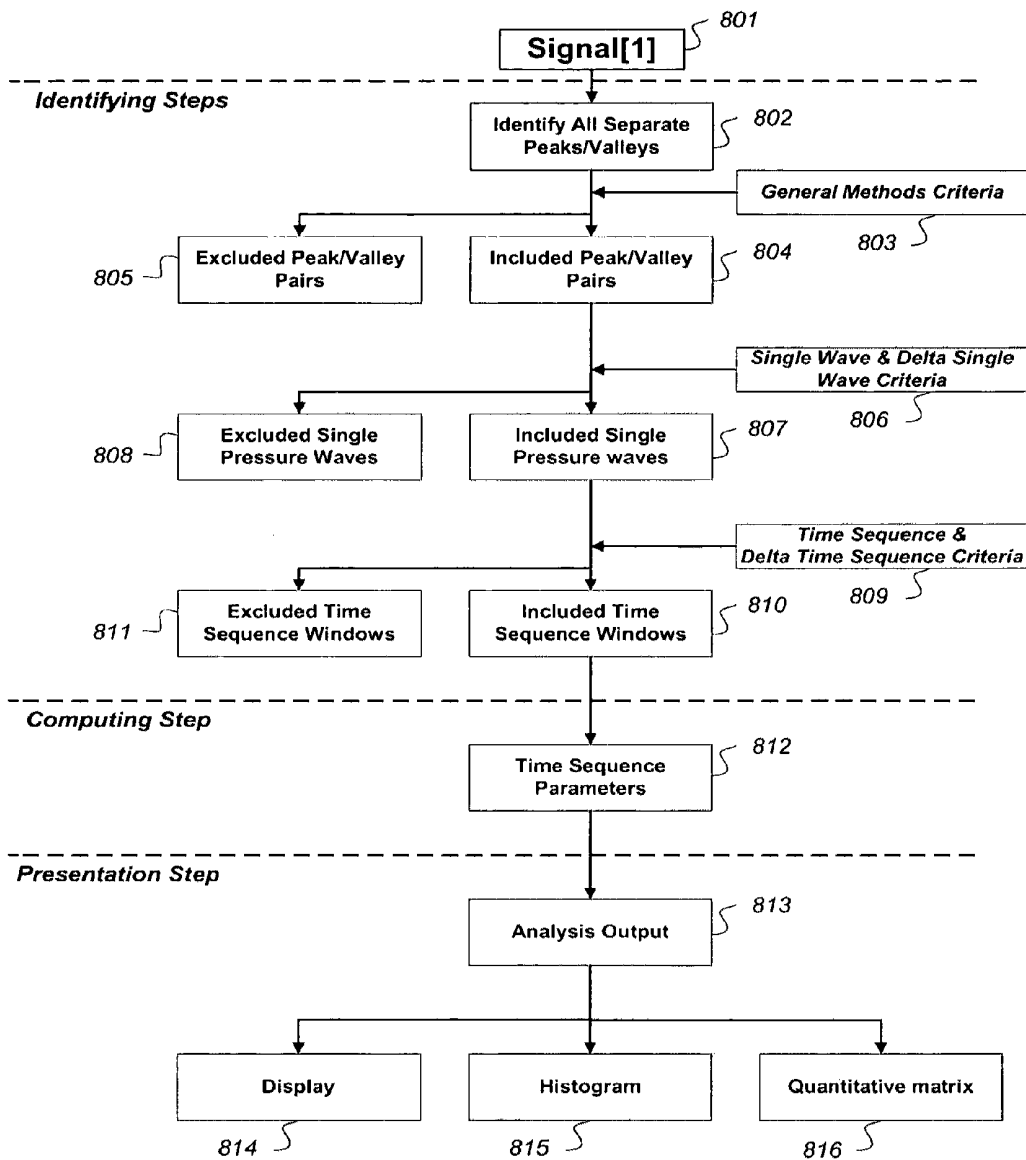 801
Signal[1]
Identifying Steps
Identify All Separate
Peaks/Valleys
802
General Methods Criteria
803
Excluded Peak/Valley
Pairs
805
Included Peak/Valley
Pairs
804
Single Wave & Delta Single
Wave Criteria
806
Excluded Single
Pressure Waves
808
Included Single
Pressure waves
807
Time Sequence &
Delta Time Sequence Criteria
809
Excluded Time
Sequence Windows
811
Included Time
Sequence Windows
810
Computing Step
Time Sequence
Parameters
812
Presentation Step
Analysis Output
813
Display
814
Histogram
815
Quantitative matrix
816